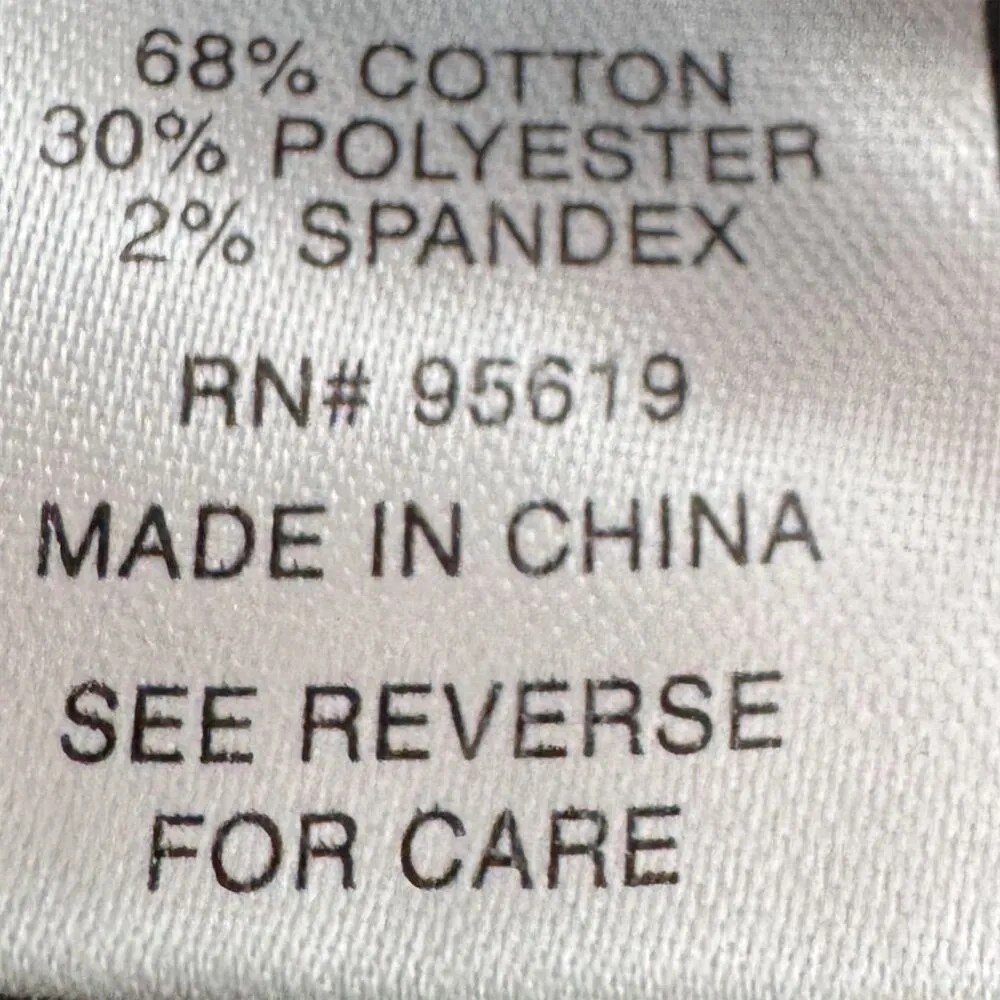 68% COTTON
30% POLYESTER
2% SPANDEX
RN# 95619
MADE IN CHINA
SEE REVERSE
FOR CARE